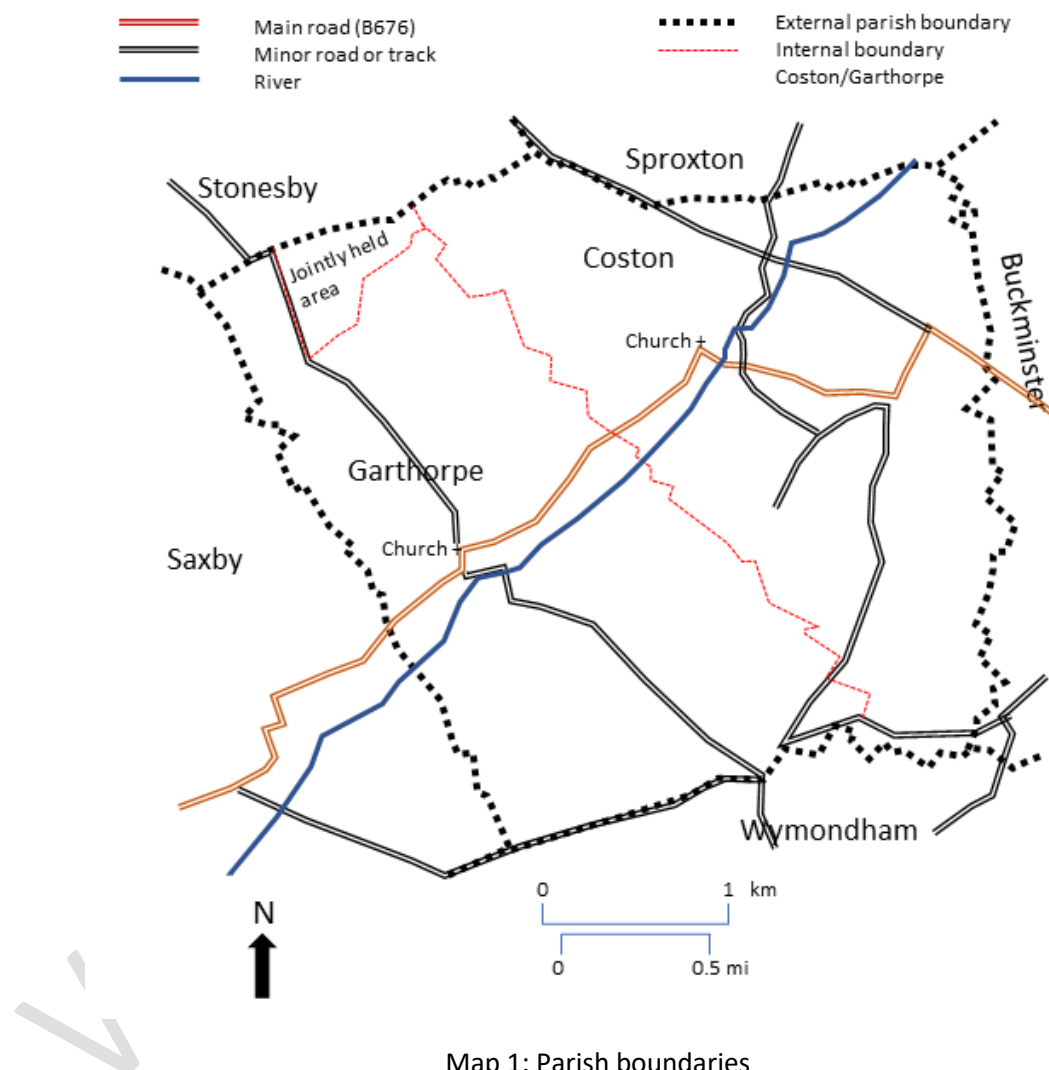 Main road (B676)
Minor road or track
River
External parish boundary
Internal boundary
Coston/Garthorpe
Sproxton
Stonesby
Jointly held
area
Coston
Buckminster
Church +
Garthorpe
Church +
Saxby
Wymondham
0 1 km
N
0 0.5 mi
Map 1: Parish boundaries